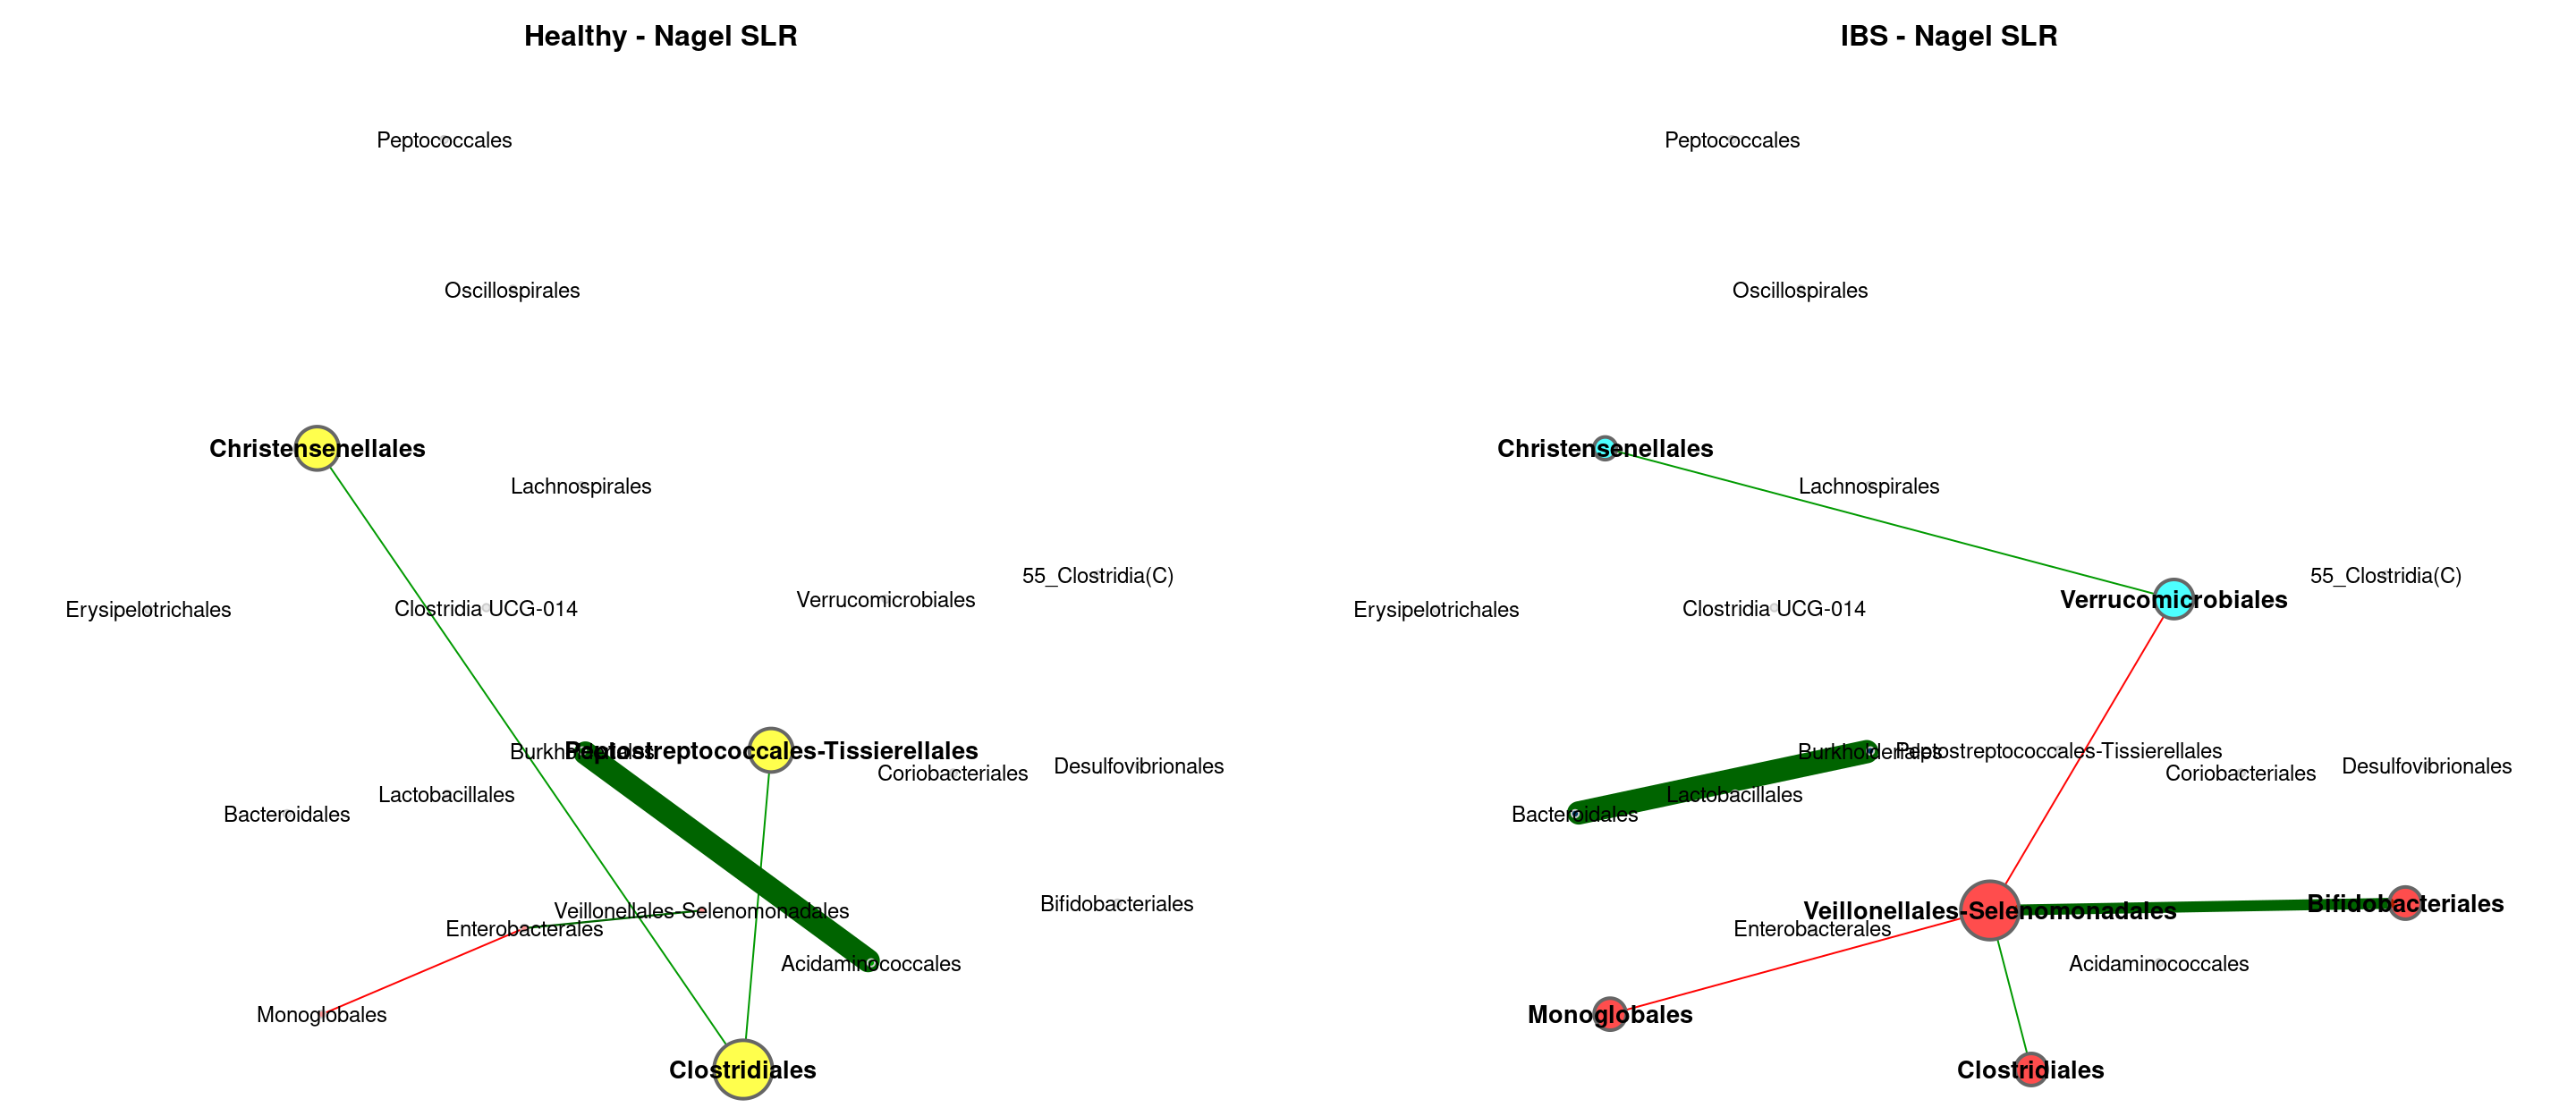 Healthy - Nagel SLR
Peptococcales
Oscillospirales
Christensenellales
Lachnospirales
55_Clostridia(C)
Verrucomicrobiales
Erysipelotrichales
Clostridia UCG-014
Burkholderiales
Peptostreptococcales-Tissierellales
Desulfovibrionales
Coriobacteriales
Lactobacillales
Bacteroidales
Bifidobacteriales
Veillonellales-Selenomonadales
Enterobacterales
Acidaminococcales
Monoglobales
Clostridiales
IBS - Nagel SLR
Peptococcales
Oscillospirales
Christensenellales
Lachnospirales
55_Clostridia(C)
Verrucomicrobiales
Erysipelotrichales
Clostridia UCG-014
Burkholderiales
Peptostreptococcales-Tissierellales
Desulfovibrionales
Coriobacteriales
Lactobacillales
Bacteroidales
Bifidobacteriales
Veillonellales-Selenomonadales
Enterobacterales
Acidaminococcales
Monoglobales
Clostridiales